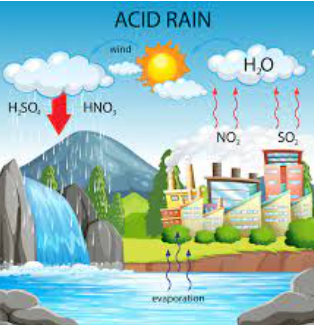 ACID RAIN
wind
H₂O
H₂SO₄ HNO₃
NO₂ SO₂
evaporation